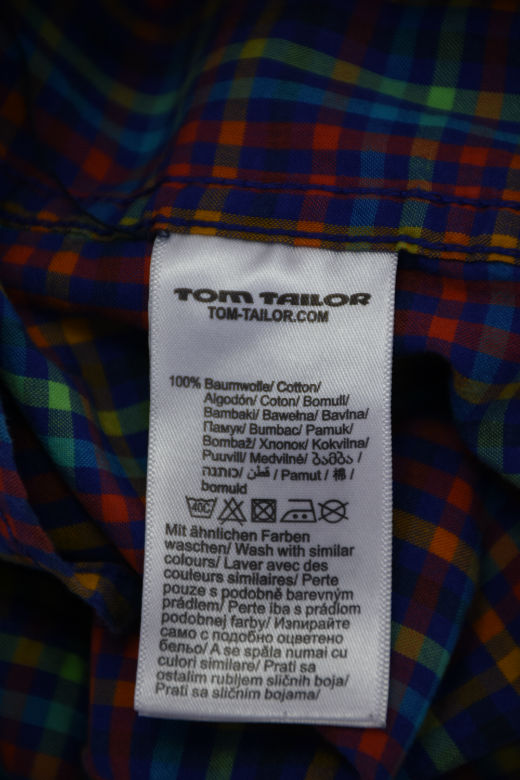 TOM TAILOR
TOM-TAILOR.COM
100% Baumwolle/ Cotton/
Algodón/ Coton/ Bomull/
Bambaki/ Bawełna/ Bavlna/
Памук/ Bumbac/ Pamuk/
Bombaž/ Хлопок/ Kokvilna/
Puuvill/ Medvilné/ ბამბა /
כותנה/ قطن / Pamut / 棉 /
bomuld
40C
Mit ähnlichen Farben
waschen/ Wash with similar
colours/ Laver avec des
couleurs similaires/ Perte
pouze s podobně barevným
prádlem/ Perte iba s prádlom
podobnej farby/ Изпирайте
само с подобно оцветено
бельо/ A se spăla numai cu
culori similare/ Prati sa
ostalim rubljem sličnih boja/
Prati sa sličnim bojama/